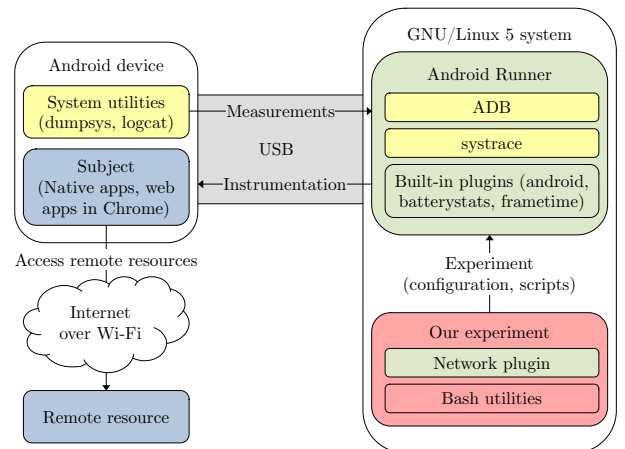 GNU/Linux 5 system
Android device
System utilities
(dumpsys, logcat)
Subject
(Native apps, web
apps in Chrome)
Measurements
USB
Instrumentation
Android Runner
ADB
systrace
Built-in plugins (android,
batterystats, frametime)
Access remote resources
Internet
over Wi-Fi
Remote resource
Experiment
(configuration, scripts)
Our experiment
Network plugin
Bash utilities